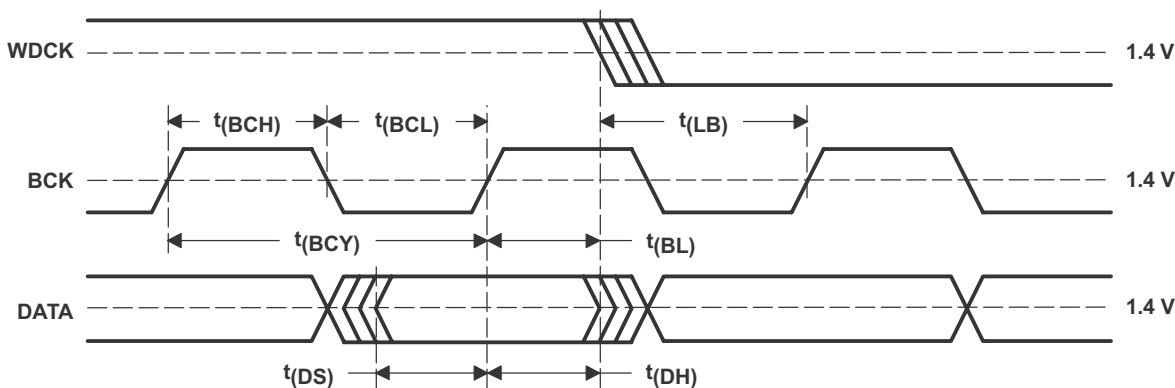 WDCK
1.4 V
t(BCH)
t(BCL)
t(LB)
BCK
1.4 V
t(BCY)
t(BL)
DATA
1.4 V
t(DS)
t(DH)